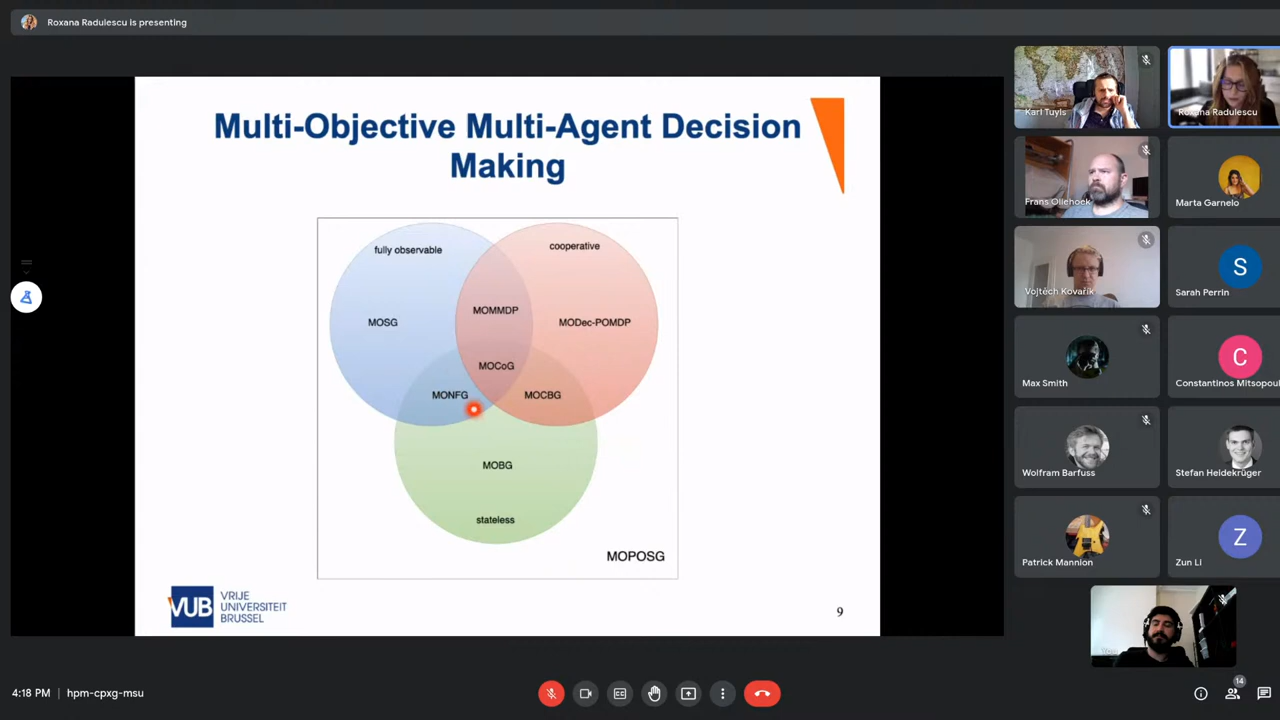 Roxana Radulescu is presenting
Multi-Objective Multi-Agent Decision
Making
fully observable
cooperative
MOMMDP
MOSG
MODec-POMDP
MOCoG
MONFG
MOCBG
MOBG
stateless
MOPOSG
VUB
VRIJE
UNIVERSITEIT
BRUSSEL
9
Karl Tuyls
Roxana Radulescu
Frans Oliehoek
Marta Garnelo
Vojtěch Kovařík
Sarah Perrin
S
Max Smith
Constantinos Mitsopoul
C
Wolfram Barfuss
Stefan Heidekrüger
Patrick Mannion
Zun Li
Z
You
4:18 PM | hpm-cpxg-msu
CC
14